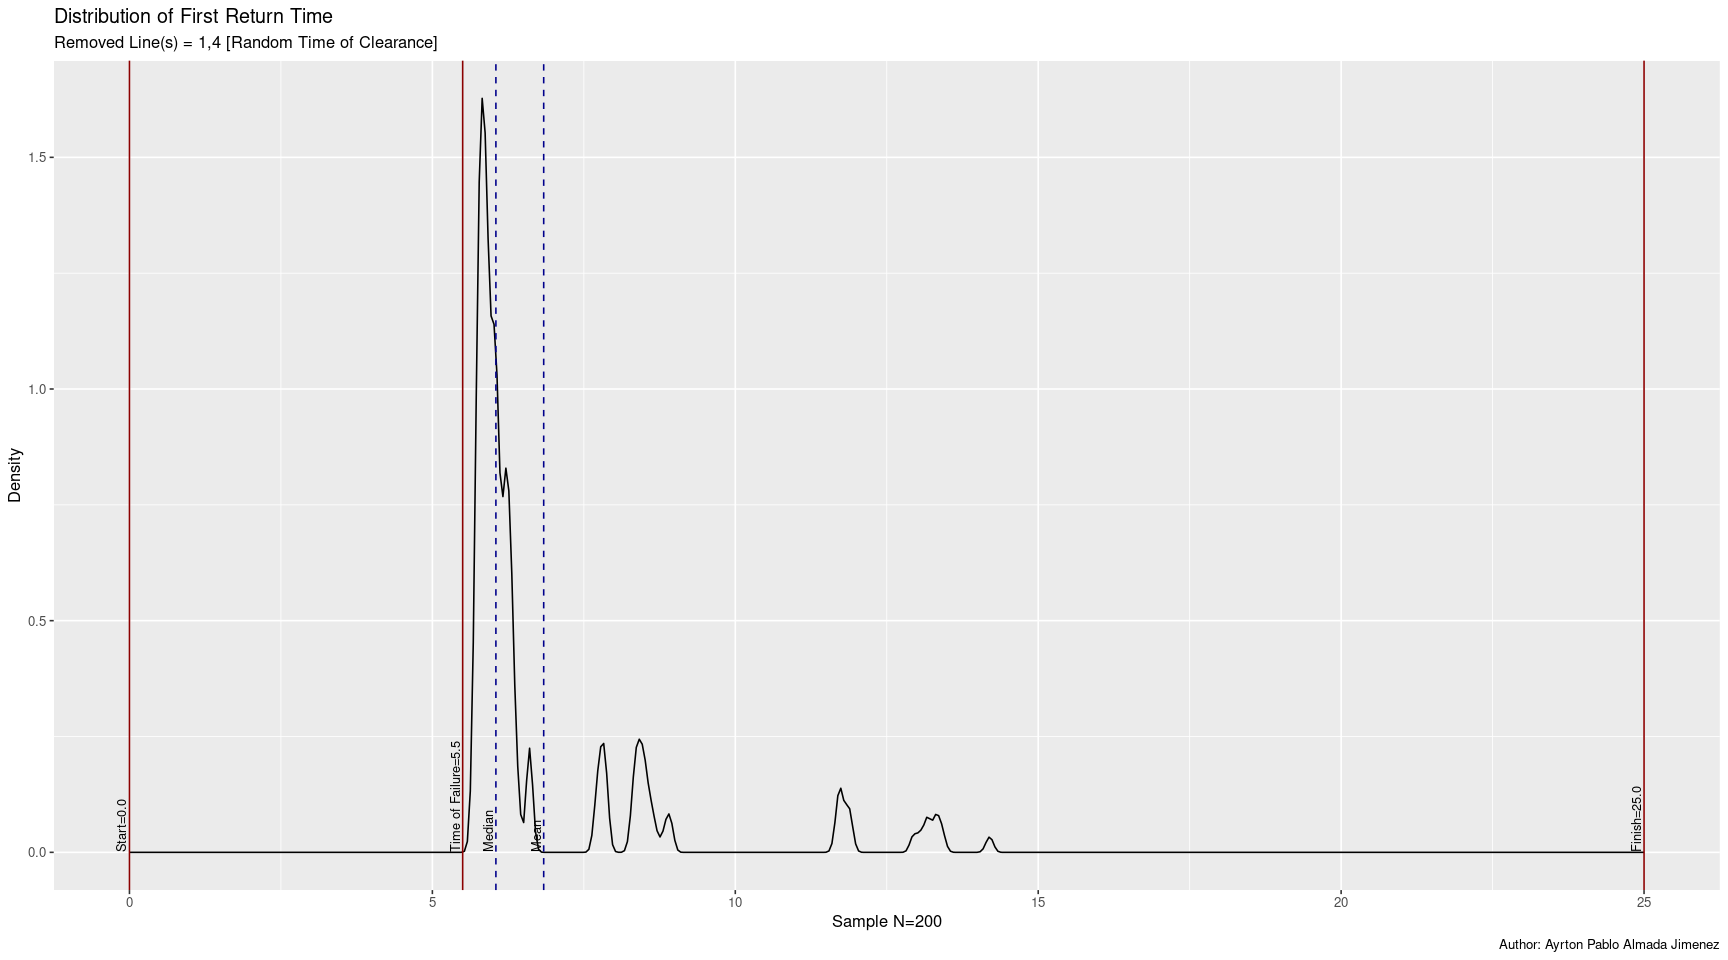 Distribution of First Return Time
Removed Line(s) = 1,4 [Random Time of Clearance]
Density
1.5
1.0
0.5
0.0
Start=0.0
Time of Failure=5.5
Median
Mean
Finish=25.0
0
5
10
15
20
25
Sample N=200
Author: Ayrton Pablo Almada Jimenez